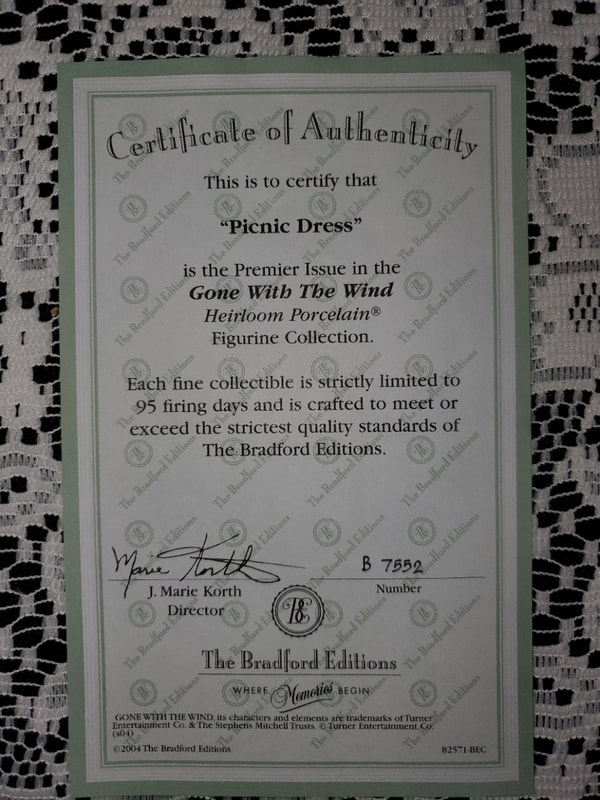 Certificate of Authenticity
This is to certify that
“Picnic Dress”
is the Premier Issue in the
Gone With The Wind
Heirloom Porcelain®
Figurine Collection.
Each fine collectible is strictly limited to
95 firing days and is crafted to meet or
exceed the strictest quality standards of
The Bradford Editions.
Marie Korth
B 7552
J. Marie Korth
Number
Director
BE
The Bradford Editions
WHERE Memories BEGIN
GONE WITH THE WIND, its characters and elements are trademarks of Turner
Entertainment Co. & The Stephens Mitchell Trusts. © Turner Entertainment Co.
(s04)
©2004 The Bradford Editions
82571-BEC